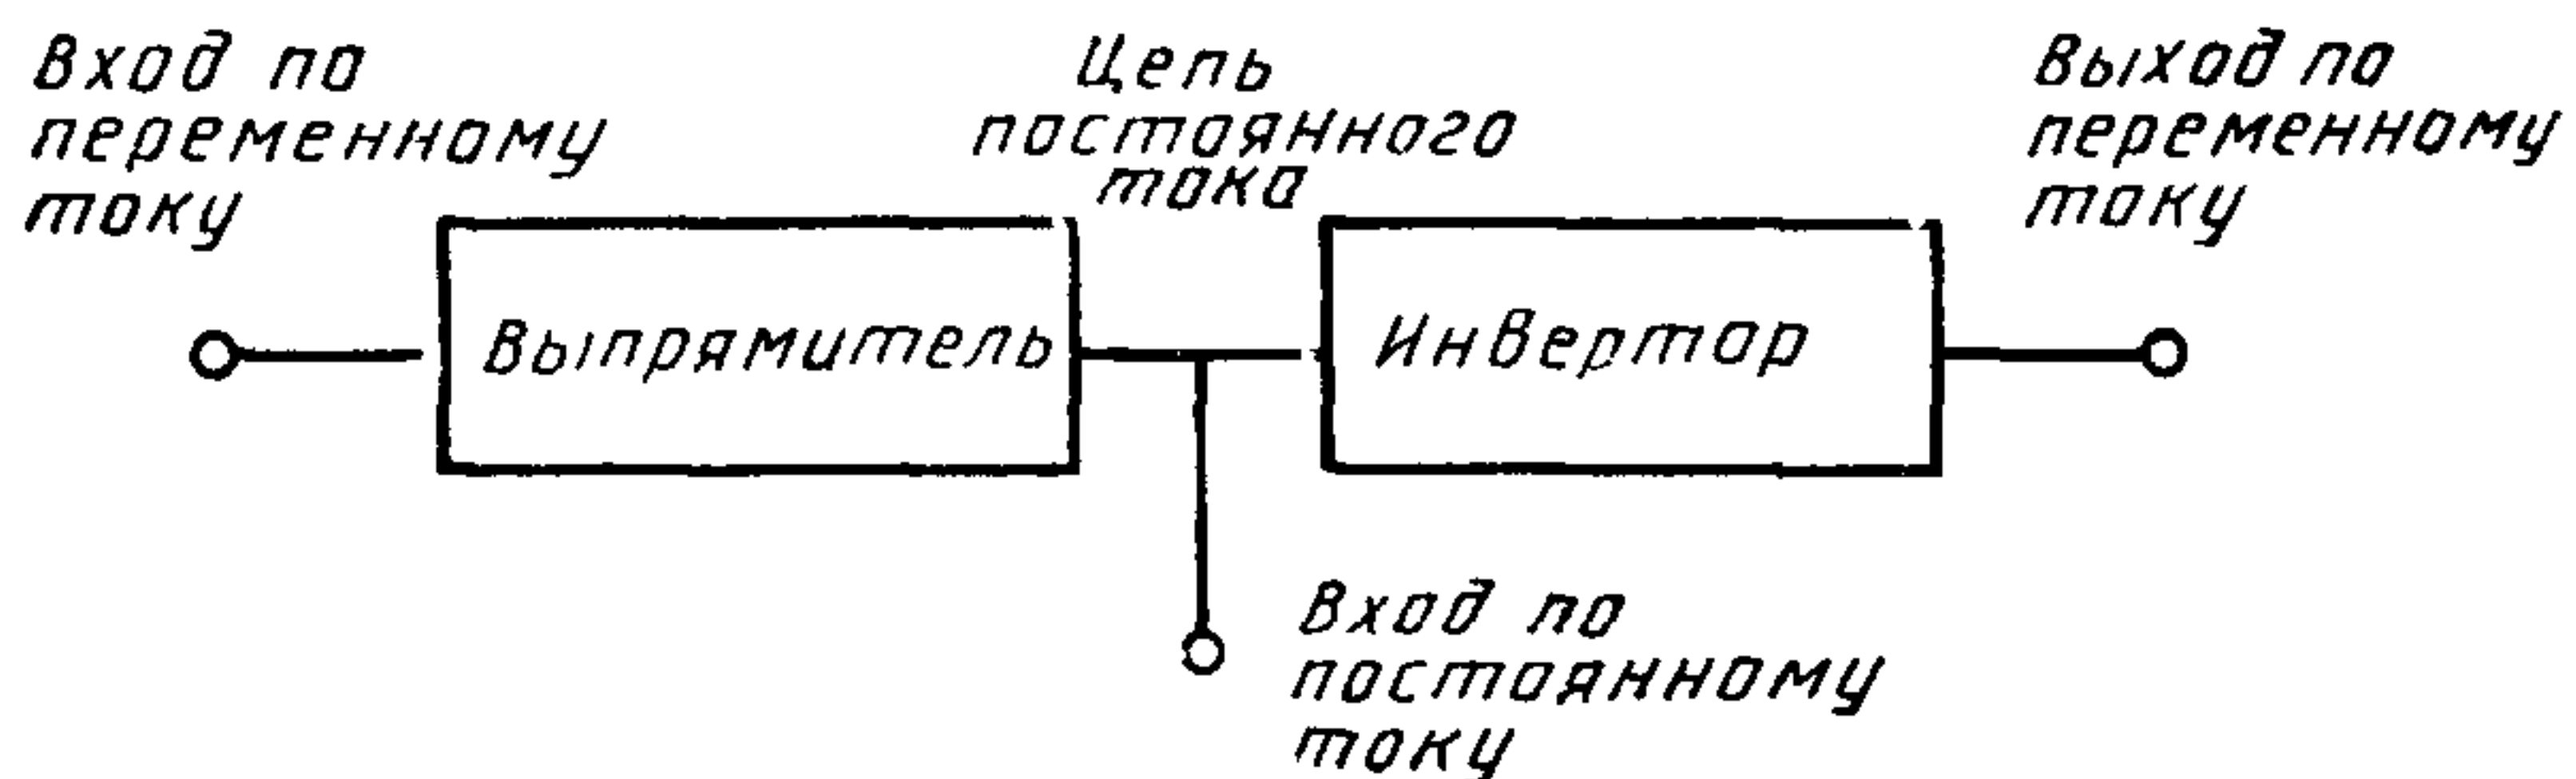 Вход по
переменному
току
Цепь
постоянного
тока
Выход по
переменному
току
Выпрямитель
Инвертор
Вход по
постоянному
току